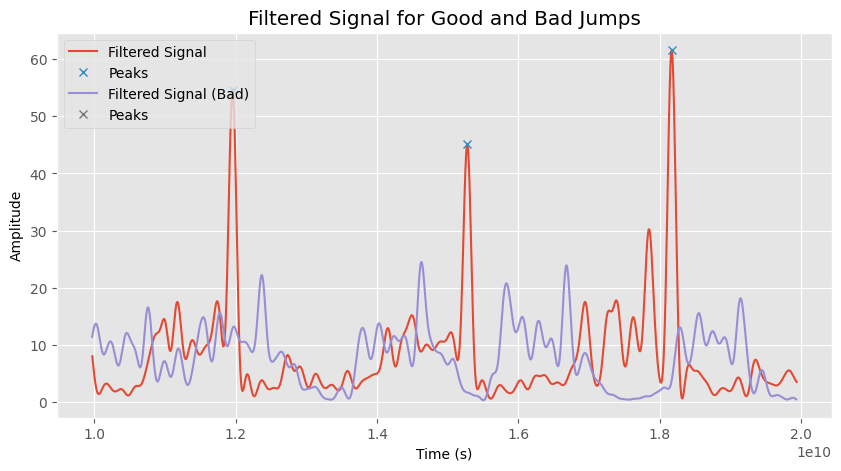 Filtered Signal for Good and Bad Jumps
Filtered Signal
Peaks
Filtered Signal (Bad)
Peaks
Amplitude
60
50
40
30
20
10
0
1.0
1.2
1.4
1.6
1.8
2.0
1e10
Time (s)